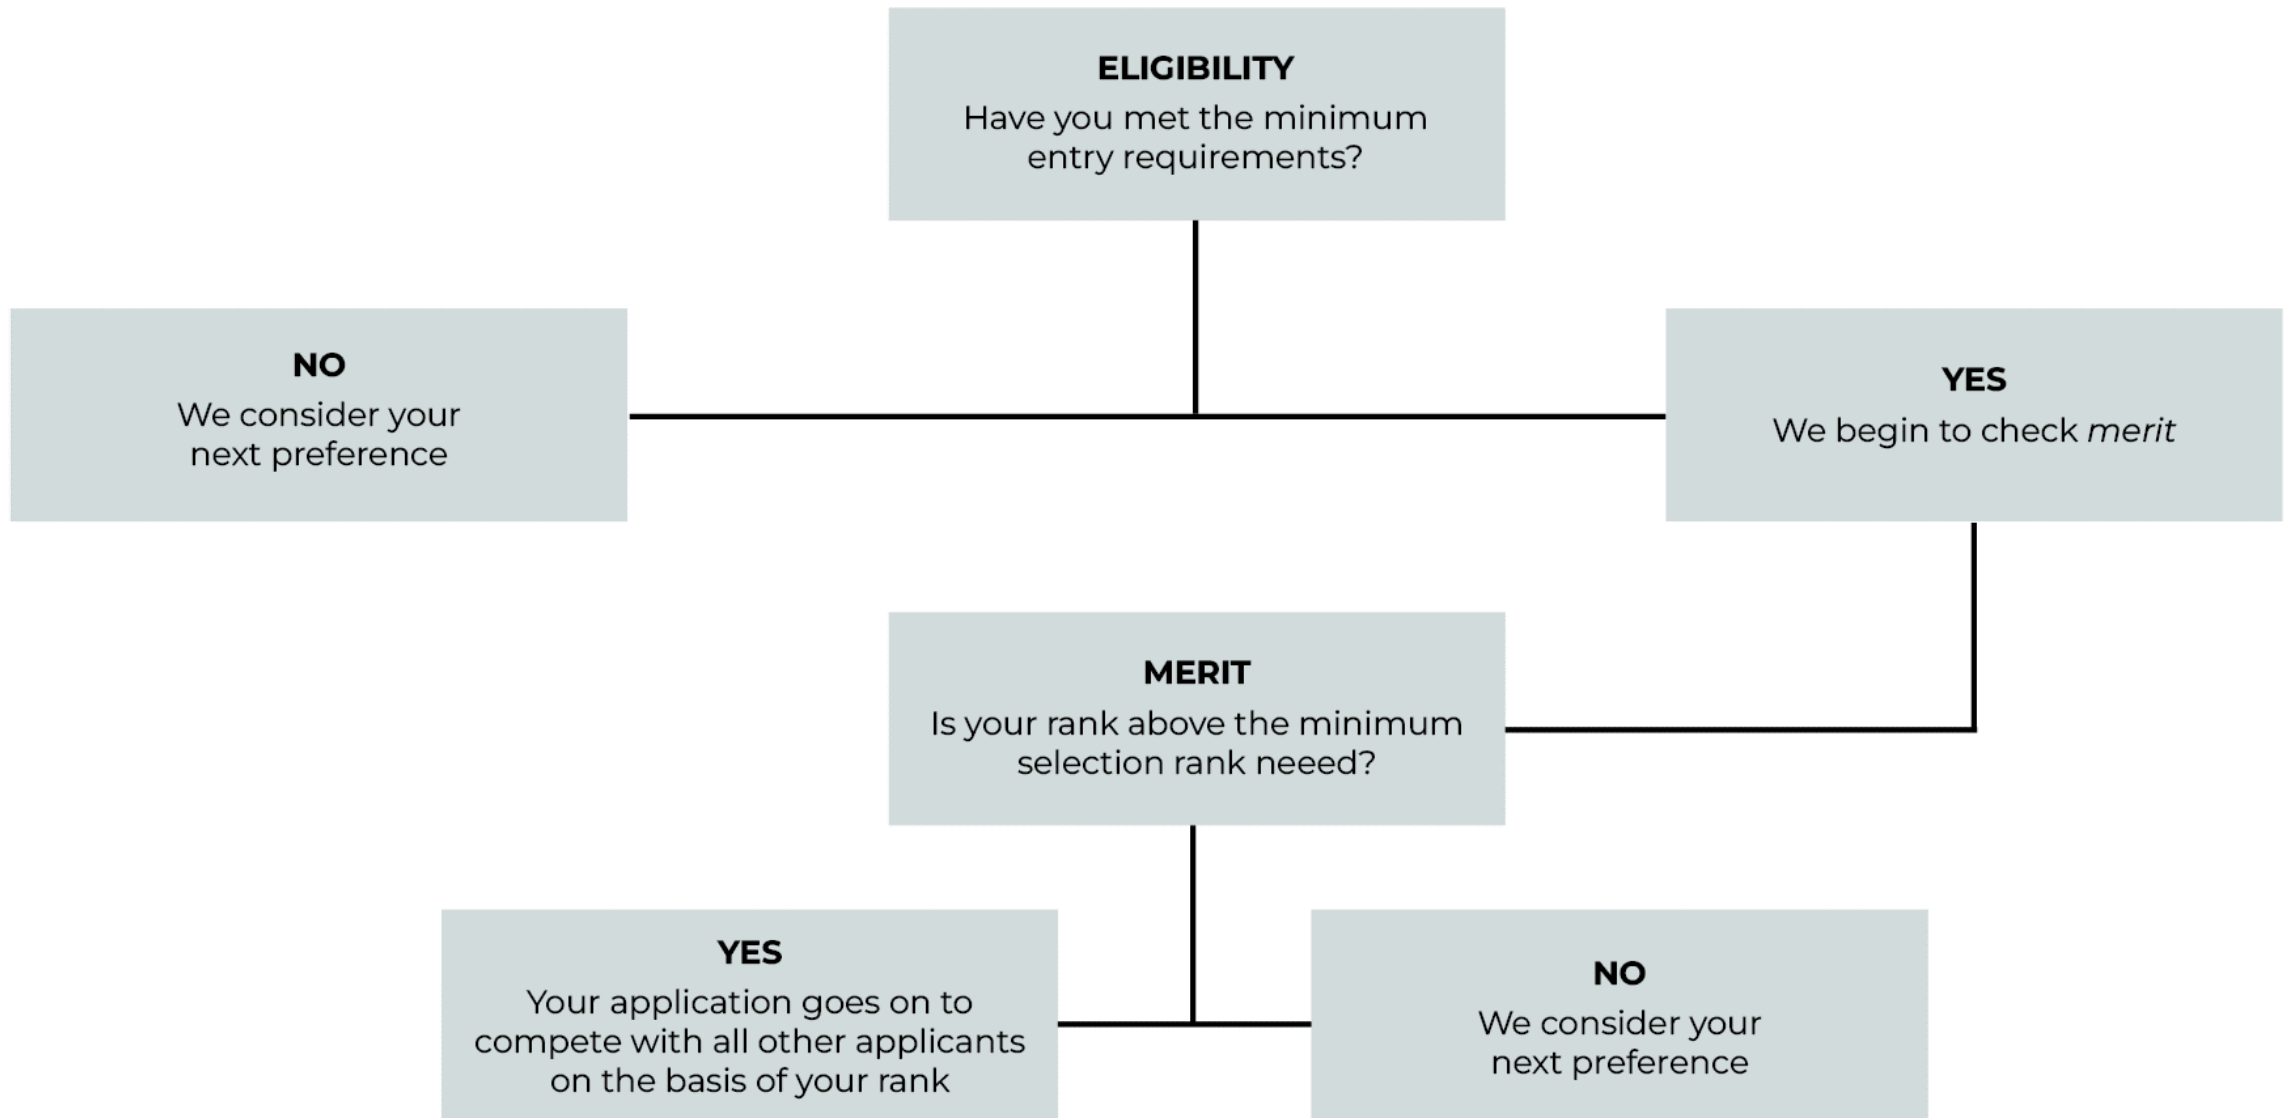 ELIGIBILITY
Have you met the minimum
entry requirements?
NO
We consider your
next preference
YES
We begin to check merit
MERIT
Is your rank above the minimum
selection rank neeed?
YES
Your application goes on to
compete with all other applicants
on the basis of your rank
NO
We consider your
next preference